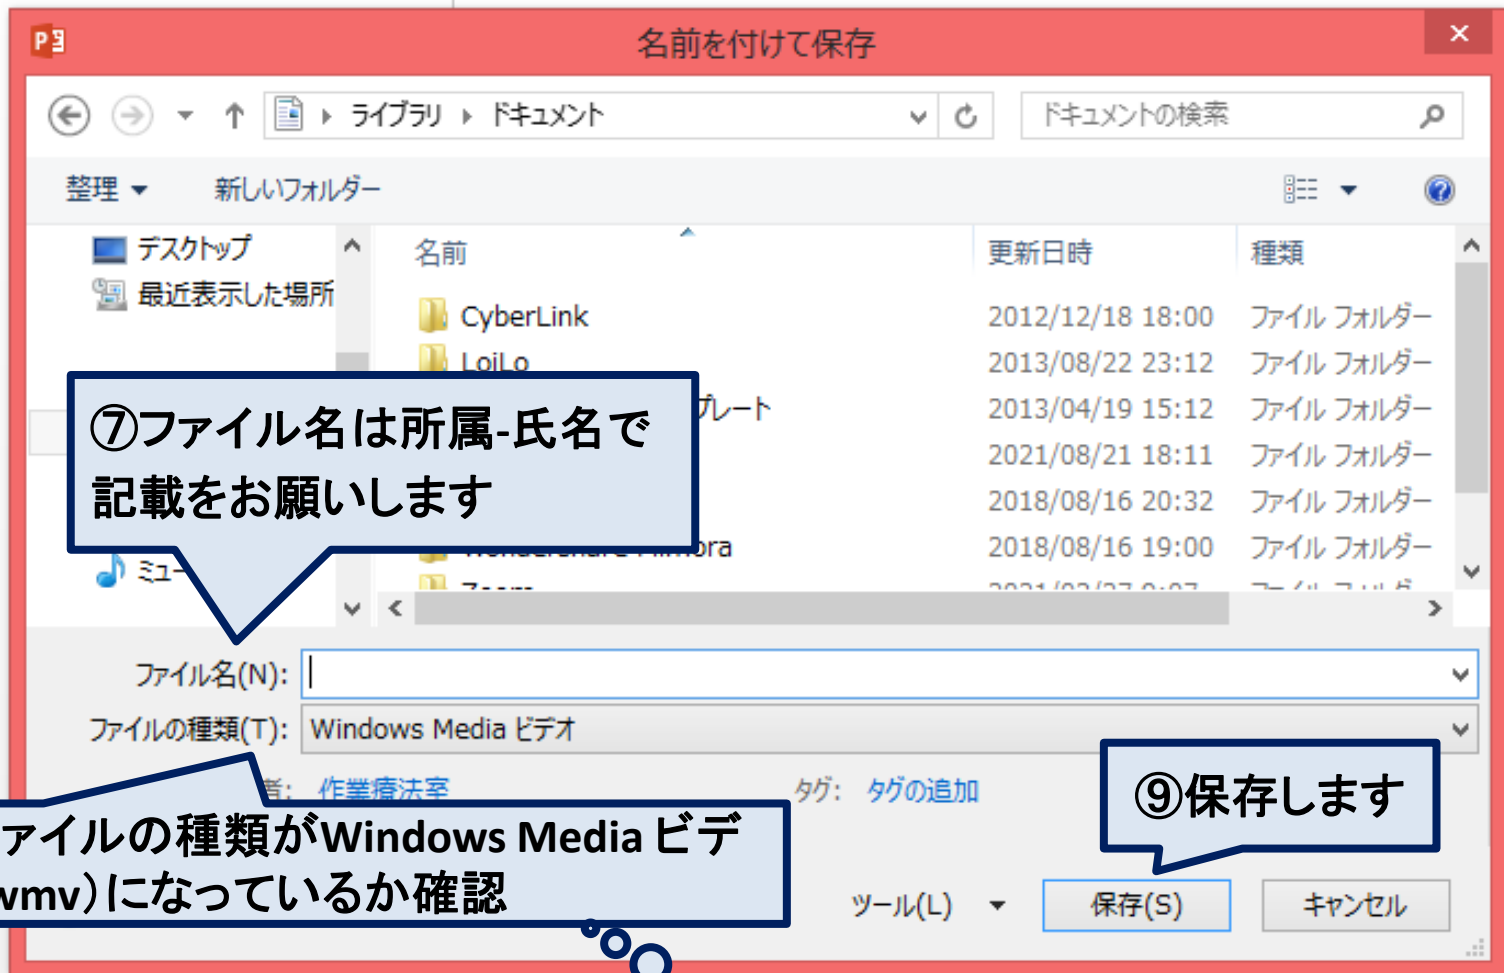 名前を付けて保存
ライブラリ ドキュメント ドキュメントの検索
整理 新しいフォルダー
デスクトップ
最近表示した場所
名前 更新日時 種類
CyberLink 2012/12/18 18:00 ファイル フォルダー
LoiLo 2013/08/22 23:12 ファイル フォルダー
プレート 2013/04/19 15:12 ファイル フォルダー
2021/08/21 18:11 ファイル フォルダー
2018/08/16 20:32 ファイル フォルダー
2018/08/16 19:00 ファイル フォルダー
⑦ファイル名は所属-氏名で
記載をお願いします
ミュー
ファイル名(N):
ファイルの種類(T): Windows Media ビデオ
者: 作業療法室 タグ: タグの追加
ァイルの種類がWindows Media ビデ
wmv）になっているか確認
⑨保存します
ツール(L) 保存(S) キャンセル